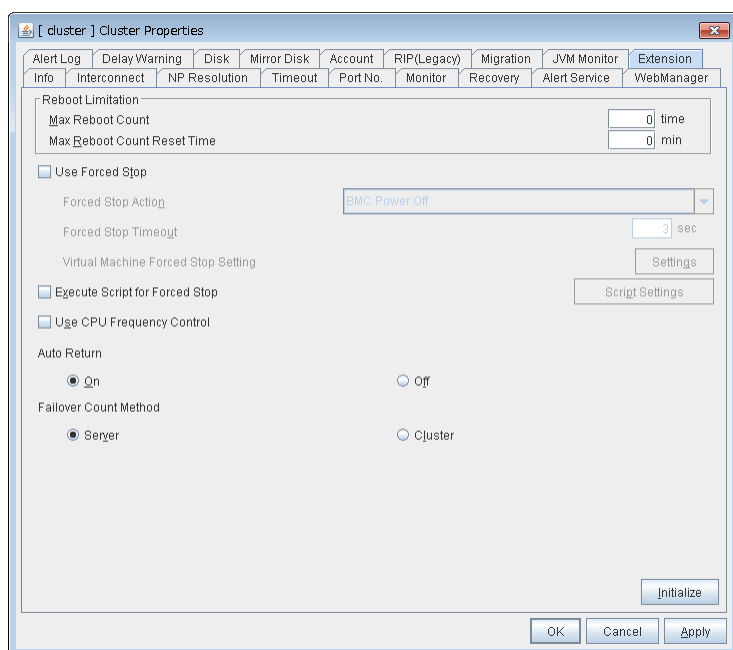 [ cluster ] Cluster Properties
Alert Log Delay Warning Disk Mirror Disk Account RIP(Legacy) Migration JVM Monitor Extension
Info Interconnect NP Resolution Timeout Port No. Monitor Recovery Alert Service WebManager
Reboot Limitation
Max Reboot Count 0 time
Max Reboot Count Reset Time 0 min
Use Forced Stop
Forced Stop Action BMC Power Off
Forced Stop Timeout 3 sec
Virtual Machine Forced Stop Setting Settings
Execute Script for Forced Stop Script Settings
Use CPU Frequency Control
Auto Return
On Off
Failover Count Method
Server Cluster
Initialize
OK Cancel Apply